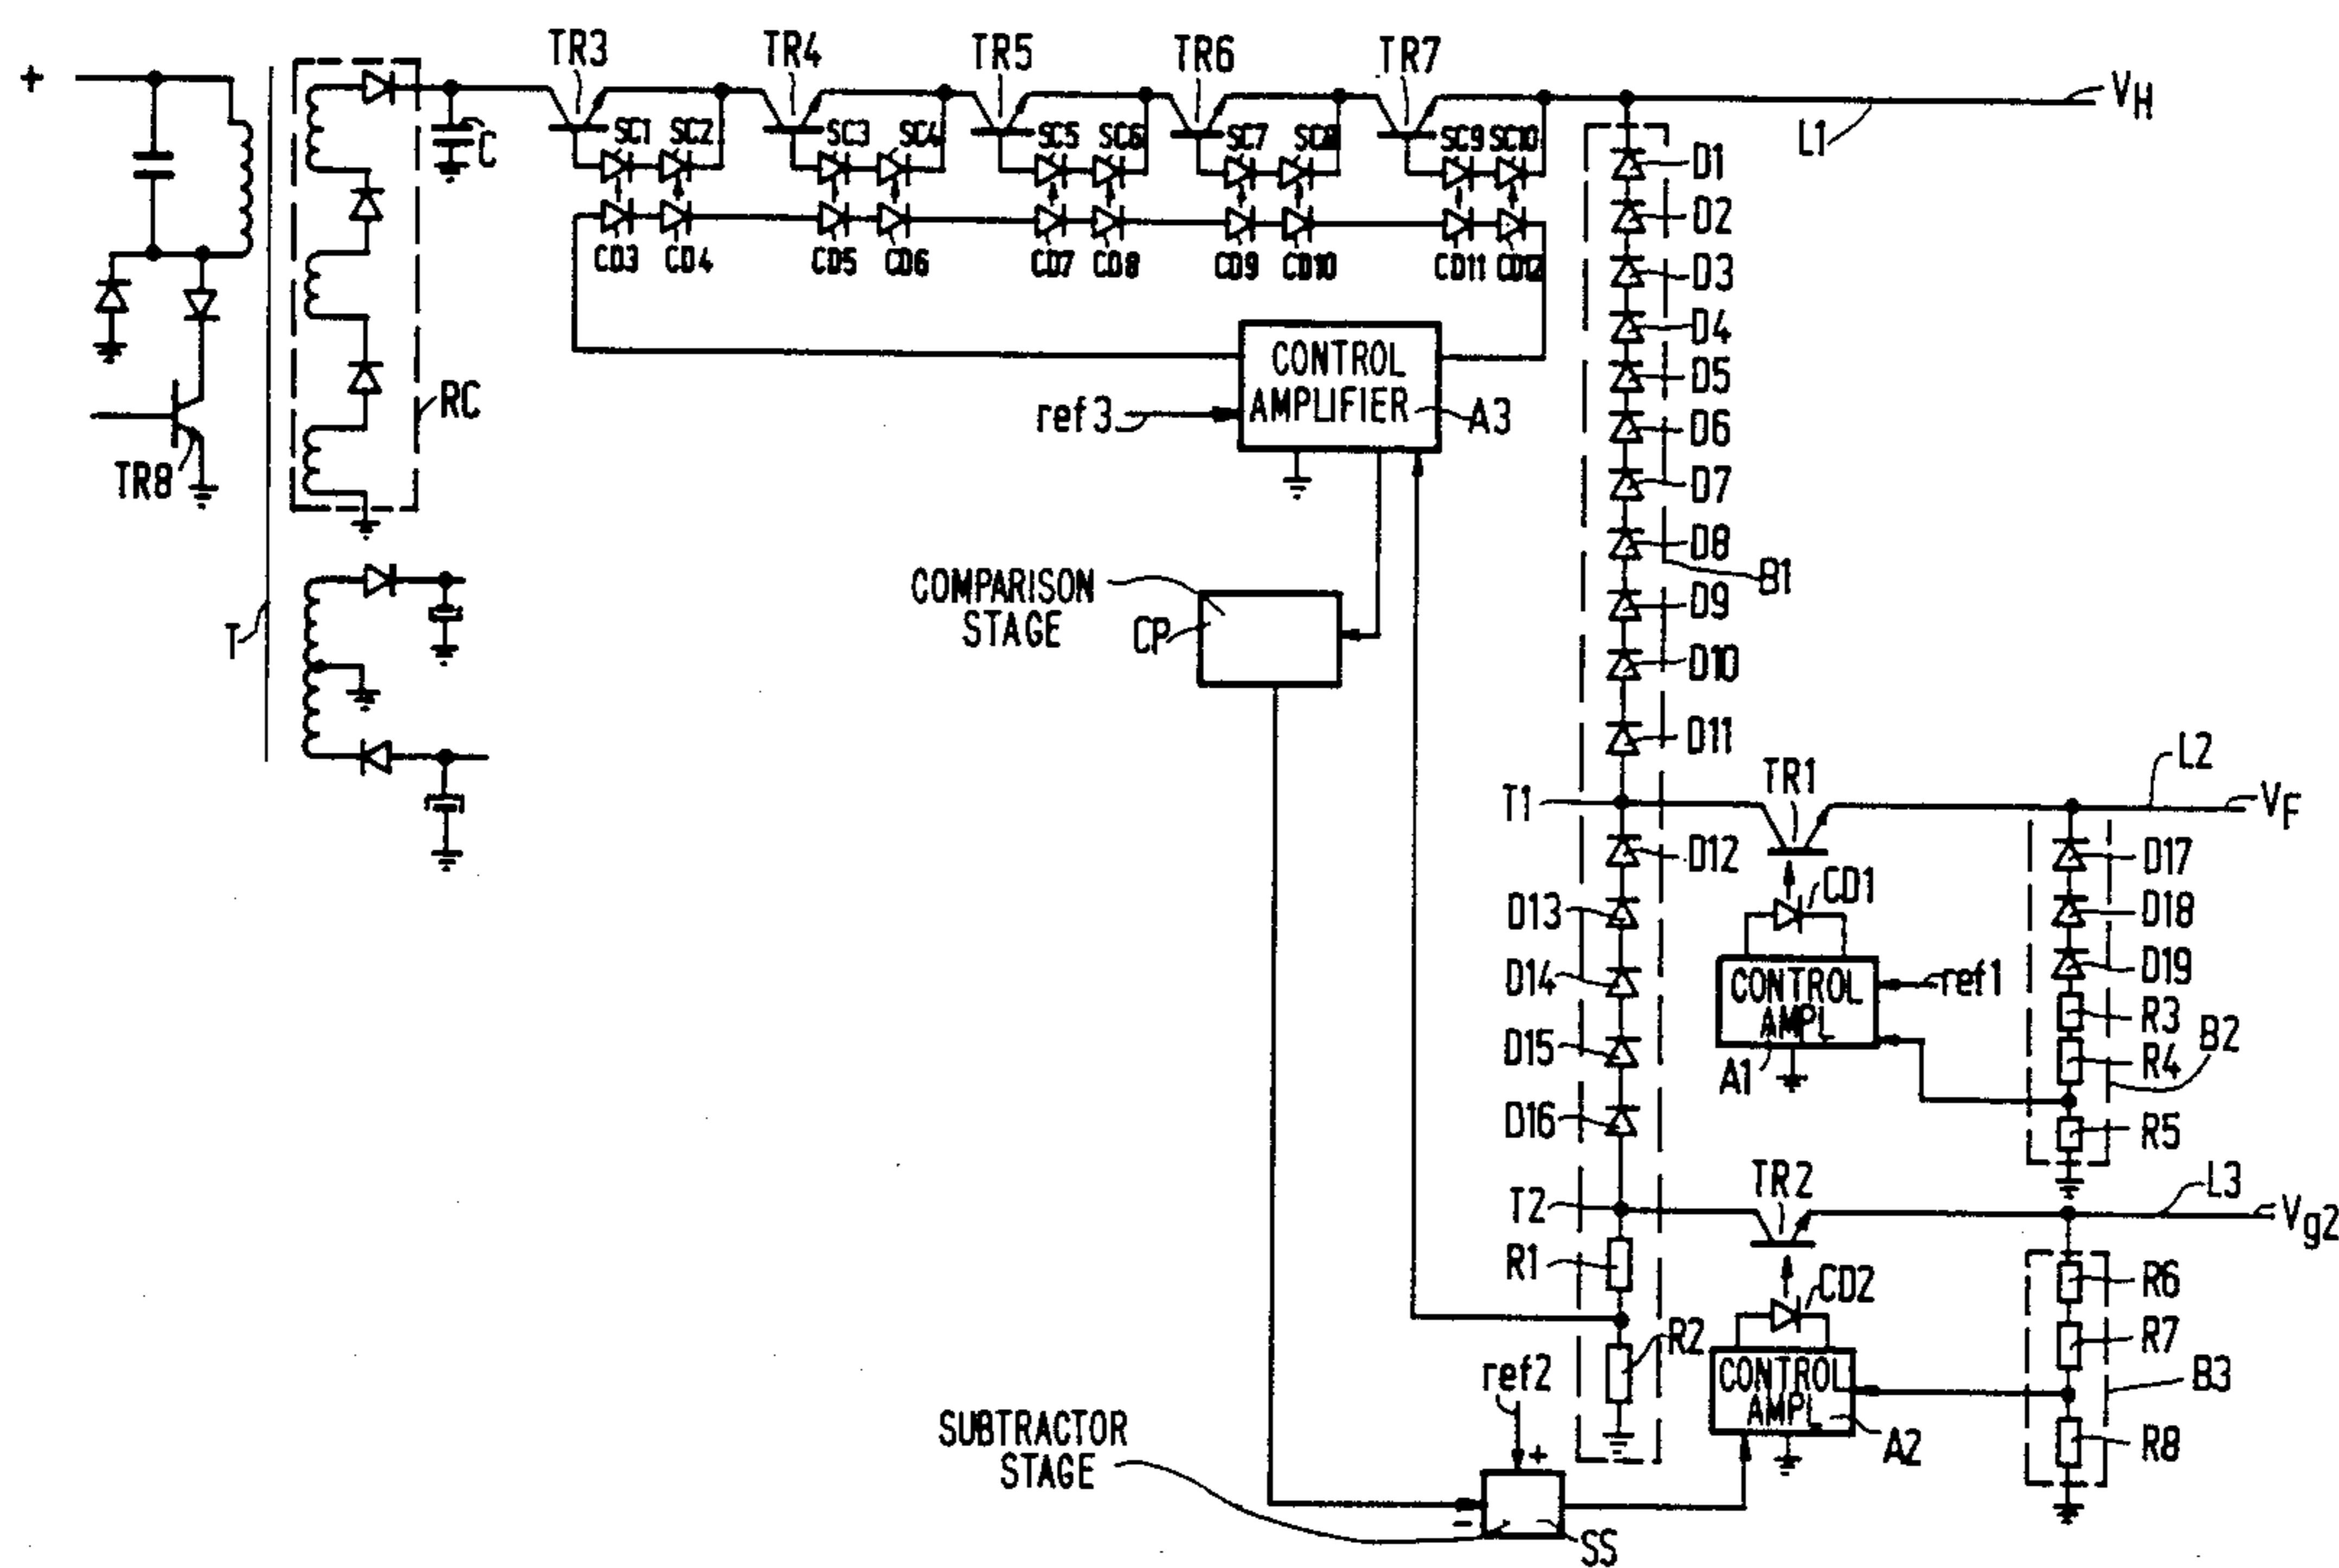 +
TR3
TR4
TR5
TR6
TR7
VH
L1
C
SC1
SC2
SC3
SC4
SC5
SC6
SC7
SC8
SC9
SC10
CD3
CD4
CD5
CD6
CD7
CD8
CD9
CD10
CD11
CD12
D1
D2
D3
D4
D5
D6
D7
D8
B1
D9
D10
D11
RC
TR8
T
CONTROL
AMPLIFIER
ref3
A3
COMPARISON
STAGE
CP
T1
TR1
L2
VF
D12
D13
D14
D15
D16
CD1
CONTROL
AMPL
ref1
A1
D17
D18
D19
R3
R4
B2
R5
T2
TR2
L3
Vg2
R1
R2
CD2
CONTROL
AMPL
A2
R6
R7
B3
R8
ref2
+
SUBTRACTOR
STAGE
-
SS